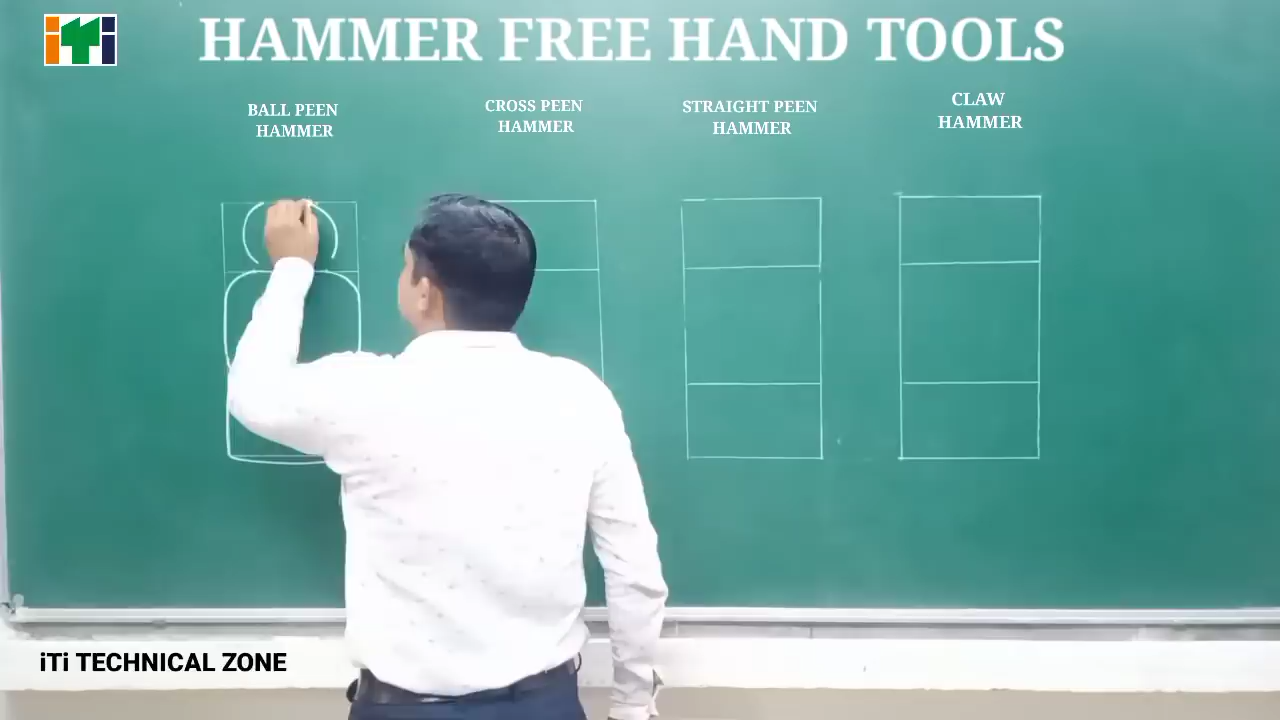 iTi
HAMMER FREE HAND TOOLS
BALL PEEN
HAMMER
CROSS PEEN
HAMMER
STRAIGHT PEEN
HAMMER
CLAW
HAMMER
iTi TECHNICAL ZONE